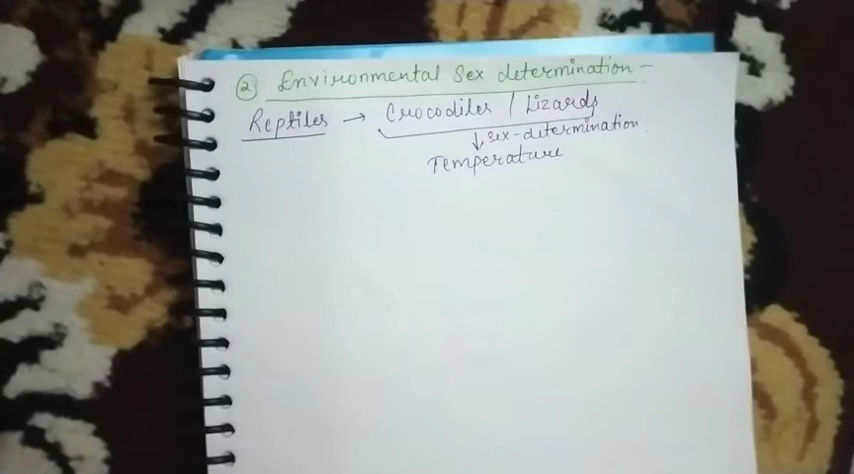 ② Environmental Sex determination -
Reptiles → Crocodiles / Lizards
↓ sex-determination
Temperature